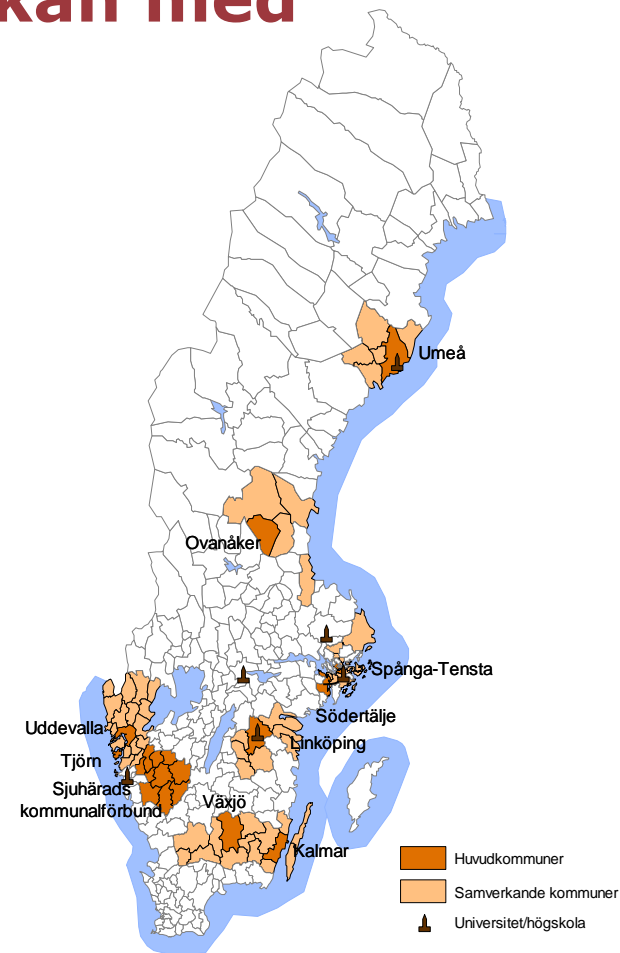 kan med
Umeå
Ovanåker
Spånga-Tensta
Södertälje
Uddevalla
Linköping
Tjörn
Sjuhärads
kommunalförbund
Växjö
Kalmar
Huvudkommuner
Samverkande kommuner
Universitet/högskola